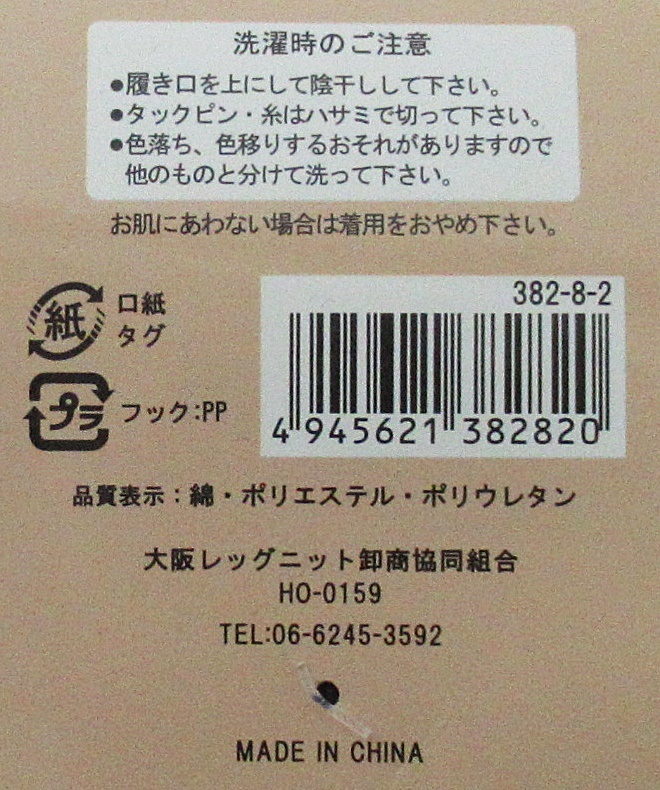 洗濯時のご注意
●履き口を上にして陰干しして下さい。
●タックピン・糸はハサミで切って下さい。
●色落ち、色移りするおそれがありますので
他のものと分けて洗って下さい。
お肌にあわない場合は着用をおやめ下さい。
紙 口紙
タグ
プラ フック:PP
382-8-2
4 945621 382820
品質表示：綿・ポリエステル・ポリウレタン
大阪レッグニット卸商協同組合
HO-0159
TEL:06-6245-3592
MADE IN CHINA